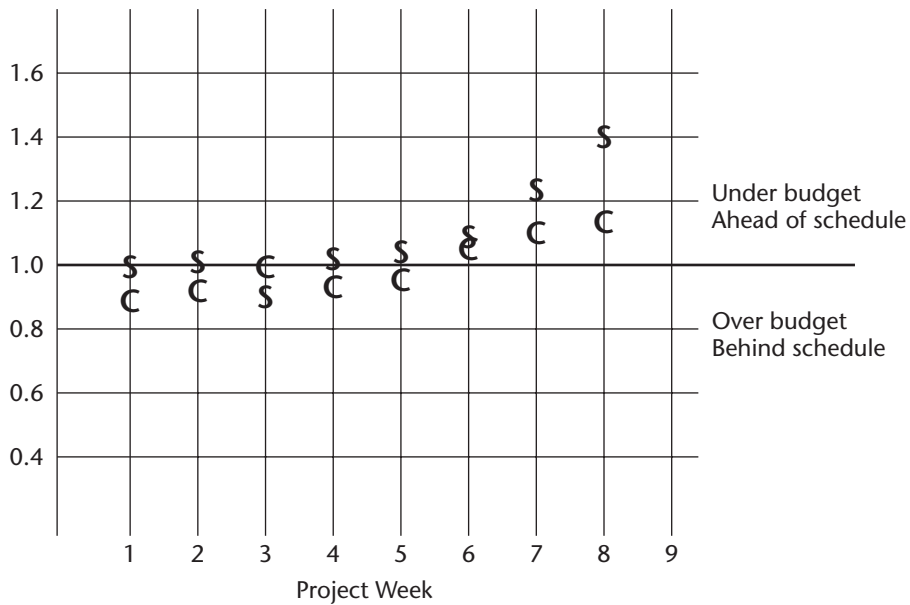 1.6
1.4
S
1.2
S
C
Under budget
Ahead of schedule
C
S
C
S
S
C
S
S
1.0
C
C
C
S
C
C
0.8
Over budget
Behind schedule
0.6
0.4
1 2 3 4 5 6 7 8 9
Project Week